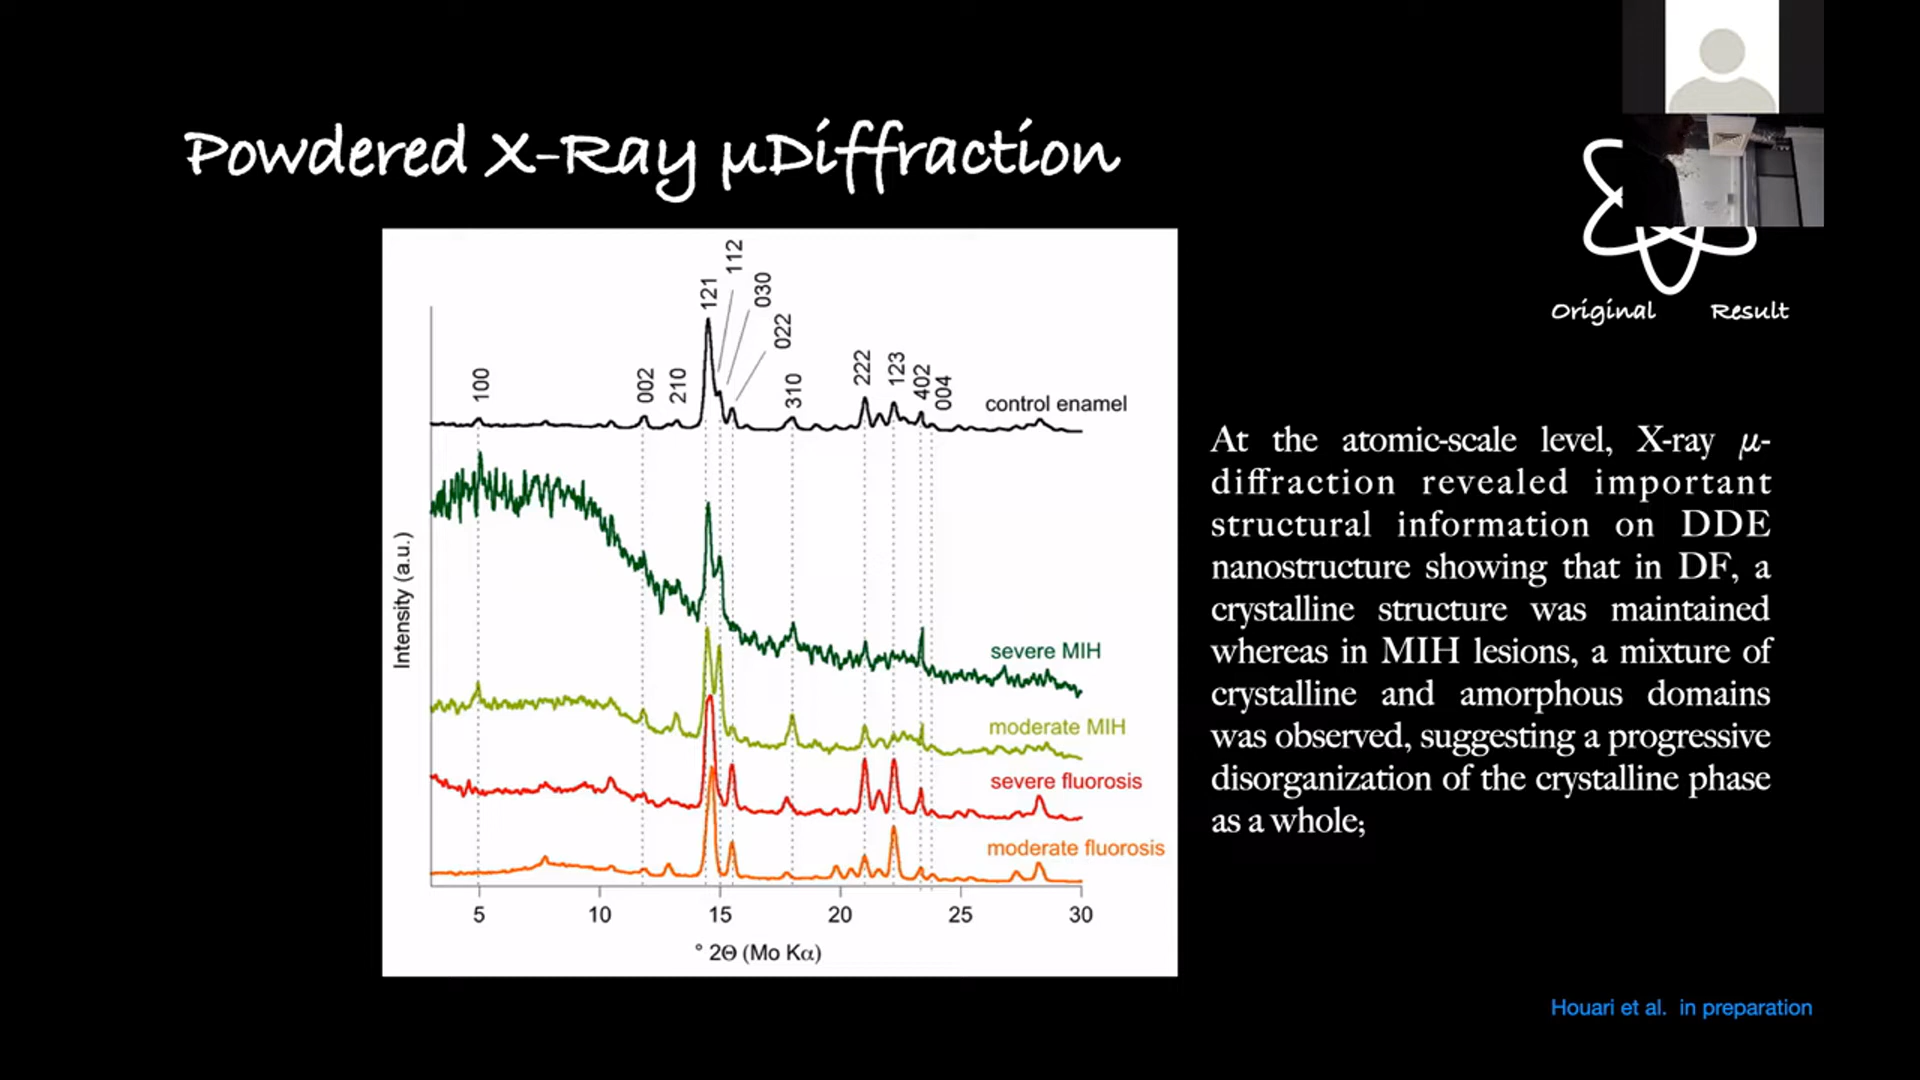 Powdered X-Ray µDiffraction
Original Result
112
121
030
022
100
002
210
310
222
123
402
004
control enamel
severe MIH
moderate MIH
severe fluorosis
moderate fluorosis
Intensity (a.u.)
5 10 15 20 25 30
° 2Θ (Mo Kα)
At the atomic-scale level, X-ray µ-
diffraction revealed important
structural information on DDE
nanostructure showing that in DF, a
crystalline structure was maintained
whereas in MIH lesions, a mixture of
crystalline and amorphous domains
was observed, suggesting a progressive
disorganization of the crystalline phase
as a whole;
Houari et al. in preparation